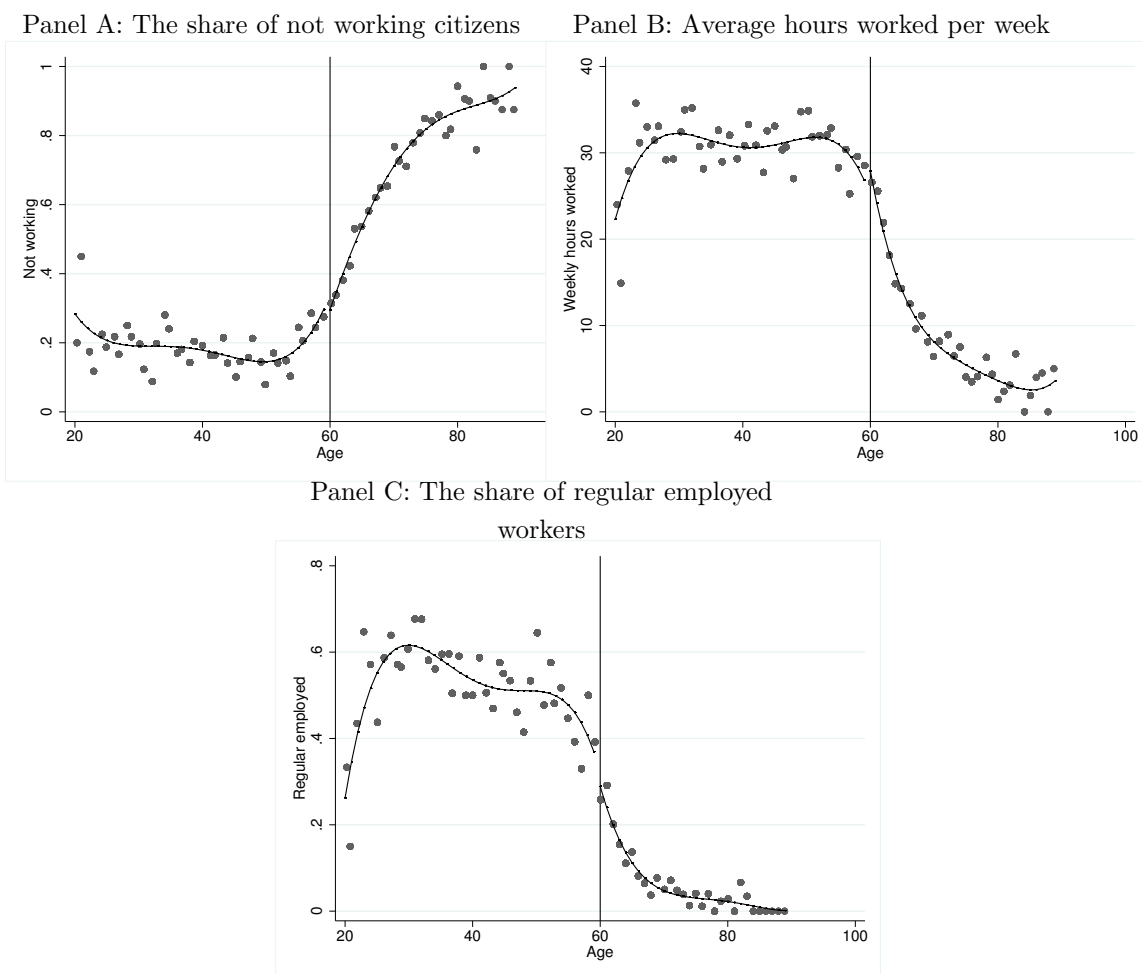 Panel A: The share of not working citizens
Not working
1
.8
.6
.4
.2
0
20 40 60 80
Age
Panel B: Average hours worked per week
Weekly hours worked
40
30
20
10
0
20 40 60 80 100
Age
Panel C: The share of regular employed
workers
Regular employed
.8
.6
.4
.2
0
20 40 60 80 100
Age